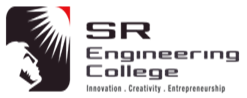 SR
Engineering
College
Innovation . Creativity . Entrepreneurship